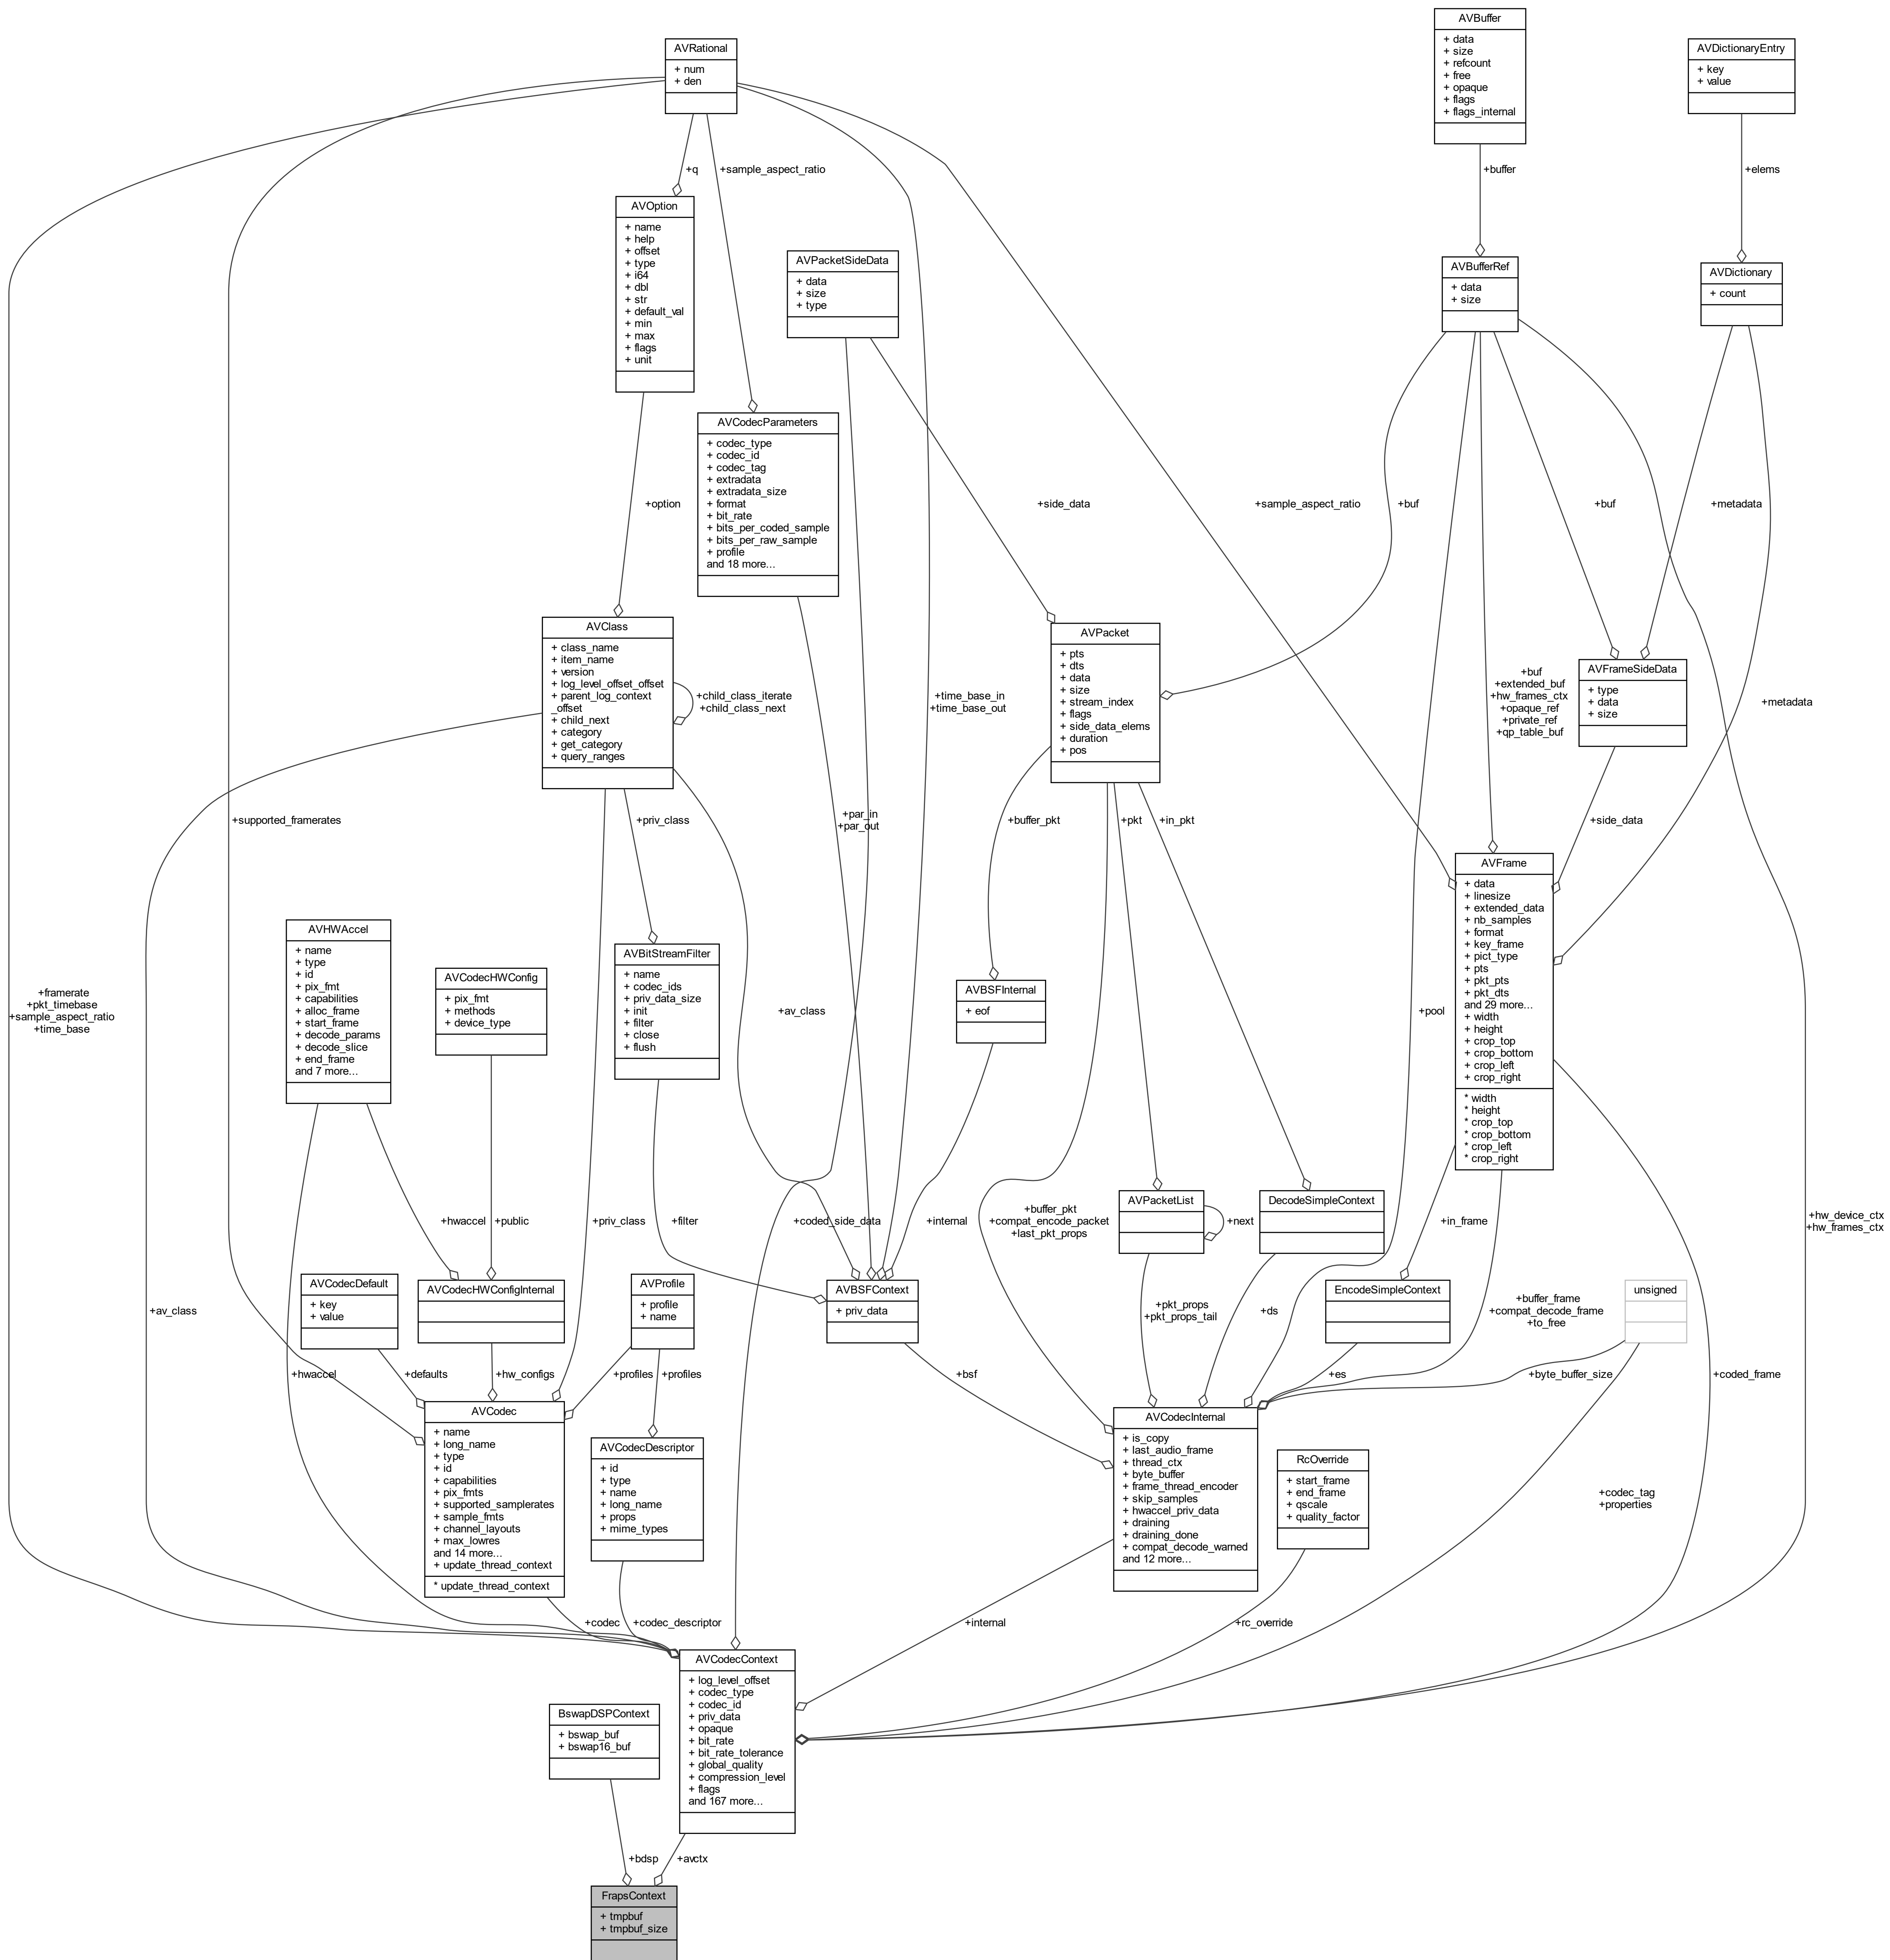 AVBuffer
+ data
+ size
+ refcount
+ free
+ opaque
+ flags
+ flags_internal
AVRational
+ num
+ den
AVDictionaryEntry
+ key
+ value
+q
+sample_aspect_ratio
+buffer
+elems
AVOption
+ name
+ help
+ offset
+ type
+ i64
+ dbl
+ str
+ default_val
+ min
+ max
+ flags
+ unit
AVPacketSideData
+ data
+ size
+ type
AVBufferRef
+ data
+ size
AVDictionary
+ count
AVCodecParameters
+ codec_type
+ codec_id
+ codec_tag
+ extradata
+ extradata_size
+ format
+ bit_rate
+ bits_per_coded_sample
+ bits_per_raw_sample
+ profile
and 18 more...
+option
+side_data
+sample_aspect_ratio
+buf
+buf
+metadata
AVClass
+ class_name
+ item_name
+ version
+ log_level_offset_offset
+ parent_log_context
_offset
+ child_next
+ category
+ get_category
+ query_ranges
+child_class_iterate
+child_class_next
+time_base_in
+time_base_out
AVPacket
+ pts
+ dts
+ data
+ size
+ stream_index
+ flags
+ side_data_elems
+ duration
+ pos
+buf
+extended_buf
+hw_frames_ctx
+opaque_ref
+private_ref
+qp_table_buf
AVFrameSideData
+ type
+ data
+ size
+metadata
+supported_framerates
+priv_class
+par_in
+par_out
+buffer_pkt
+pkt
+in_pkt
+side_data
AVFrame
+ data
+ linesize
+ extended_data
+ nb_samples
+ format
+ key_frame
+ pict_type
+ pts
+ pkt_pts
+ pkt_dts
and 29 more...
+ width
+ height
+ crop_top
+ crop_bottom
+ crop_left
+ crop_right
* width
* height
* crop_top
* crop_bottom
* crop_left
* crop_right
+framerate
+pkt_timebase
+sample_aspect_ratio
+time_base
AVHWAccel
+ name
+ type
+ id
+ pix_fmt
+ capabilities
+ alloc_frame
+ start_frame
+ decode_params
+ decode_slice
+ end_frame
and 7 more...
AVCodecHWConfig
+ pix_fmt
+ methods
+ device_type
AVBitStreamFilter
+ name
+ codec_ids
+ priv_data_size
+ init
+ filter
+ close
+ flush
+av_class
AVBSFInternal
+ eof
+pool
+hwaccel
+public
+priv_class
+filter
+coded_side_data
+internal
+buffer_pkt
+compat_encode_packet
+last_pkt_props
AVPacketList
+next
DecodeSimpleContext
+in_frame
+hw_device_ctx
+hw_frames_ctx
+av_class
AVCodecDefault
+ key
+ value
AVCodecHWConfigInternal
AVProfile
+ profile
+ name
AVBSFContext
+ priv_data
+pkt_props
+pkt_props_tail
+ds
EncodeSimpleContext
+buffer_frame
+compat_decode_frame
+to_free
unsigned
+hwaccel
+defaults
+hw_configs
+profiles
+profiles
+bsf
+es
+byte_buffer_size
+coded_frame
AVCodec
+ name
+ long_name
+ type
+ id
+ capabilities
+ pix_fmts
+ supported_samplerates
+ sample_fmts
+ channel_layouts
+ max_lowres
and 14 more...
+ update_thread_context
* update_thread_context
AVCodecDescriptor
+ id
+ type
+ name
+ long_name
+ props
+ mime_types
AVCodecInternal
+ is_copy
+ last_audio_frame
+ thread_ctx
+ byte_buffer
+ frame_thread_encoder
+ skip_samples
+ hwaccel_priv_data
+ draining
+ draining_done
+ compat_decode_warned
and 12 more...
RcOverride
+ start_frame
+ end_frame
+ qscale
+ quality_factor
+codec_tag
+properties
+codec
+codec_descriptor
+internal
+rc_override
AVCodecContext
+ log_level_offset
+ codec_type
+ codec_id
+ priv_data
+ opaque
+ bit_rate
+ bit_rate_tolerance
+ global_quality
+ compression_level
+ flags
and 167 more...
BswapDSPContext
+ bswap_buf
+ bswap16_buf
+bdsp
+avctx
FrapsContext
+ tmpbuf
+ tmpbuf_size